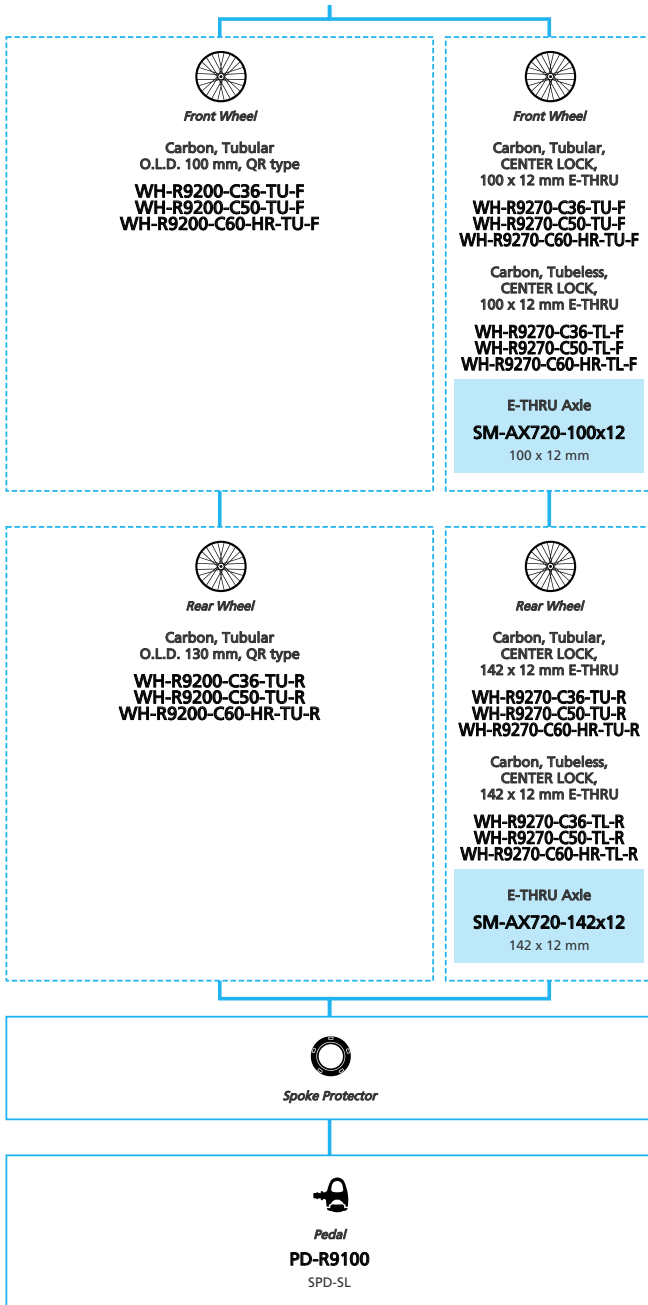 Front Wheel
Carbon, Tubular
O.L.D. 100 mm, QR type
WH-R9200-C36-TU-F
WH-R9200-C50-TU-F
WH-R9200-C60-HR-TU-F
Front Wheel
Carbon, Tubular,
CENTER LOCK,
100 x 12 mm E-THRU
WH-R9270-C36-TU-F
WH-R9270-C50-TU-F
WH-R9270-C60-HR-TU-F
Carbon, Tubeless,
CENTER LOCK,
100 x 12 mm E-THRU
WH-R9270-C36-TL-F
WH-R9270-C50-TL-F
WH-R9270-C60-HR-TL-F
E-THRU Axle
SM-AX720-100x12
100 x 12 mm
Rear Wheel
Carbon, Tubular
O.L.D. 130 mm, QR type
WH-R9200-C36-TU-R
WH-R9200-C50-TU-R
WH-R9200-C60-HR-TU-R
Rear Wheel
Carbon, Tubular,
CENTER LOCK,
142 x 12 mm E-THRU
WH-R9270-C36-TU-R
WH-R9270-C50-TU-R
WH-R9270-C60-HR-TU-R
Carbon, Tubeless,
CENTER LOCK,
142 x 12 mm E-THRU
WH-R9270-C36-TL-R
WH-R9270-C50-TL-R
WH-R9270-C60-HR-TL-R
E-THRU Axle
SM-AX720-142x12
142 x 12 mm
Spoke Protector
Pedal
PD-R9100
SPD-SL